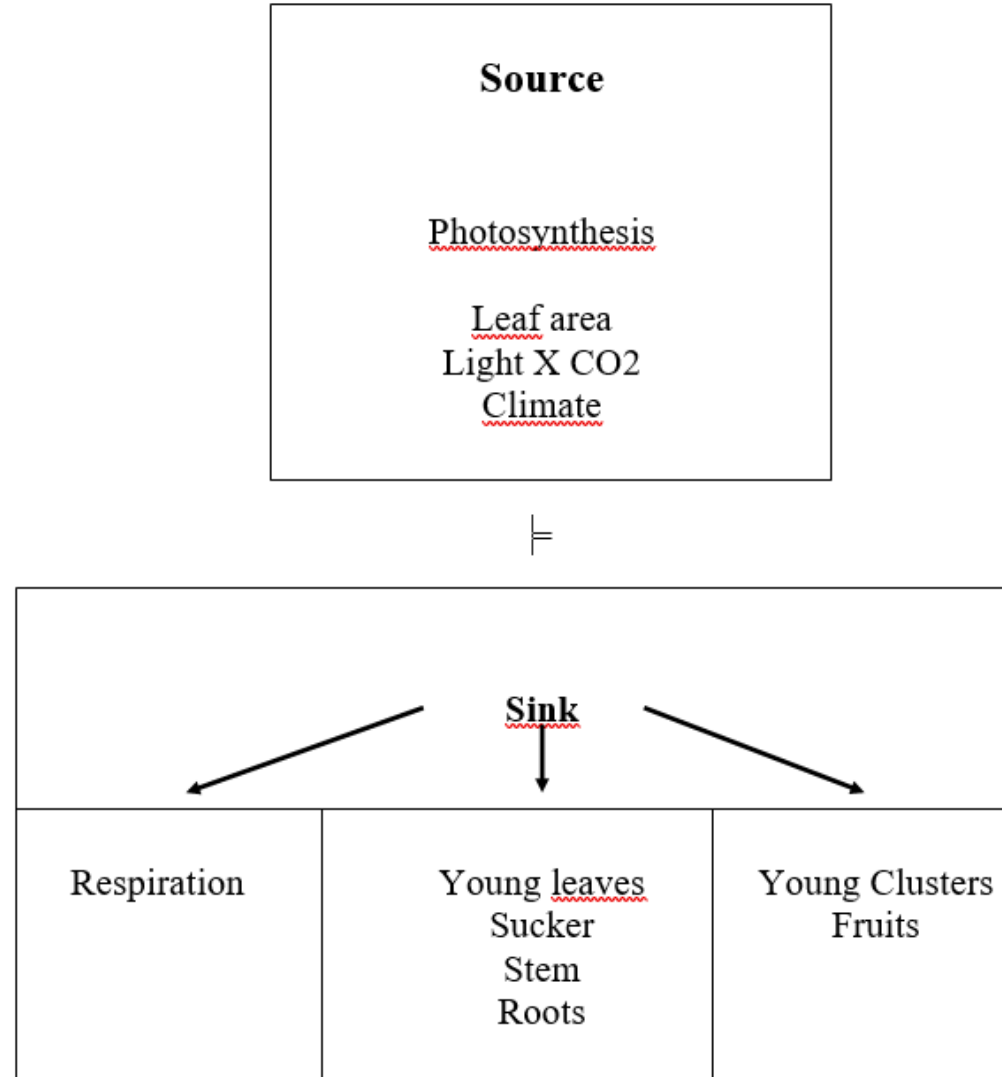 Source
Photosynthesis
Leaf area
Light X CO2
Climate
╞
Sink
Respiration
Young leaves
Sucker
Stem
Roots
Young Clusters
Fruits